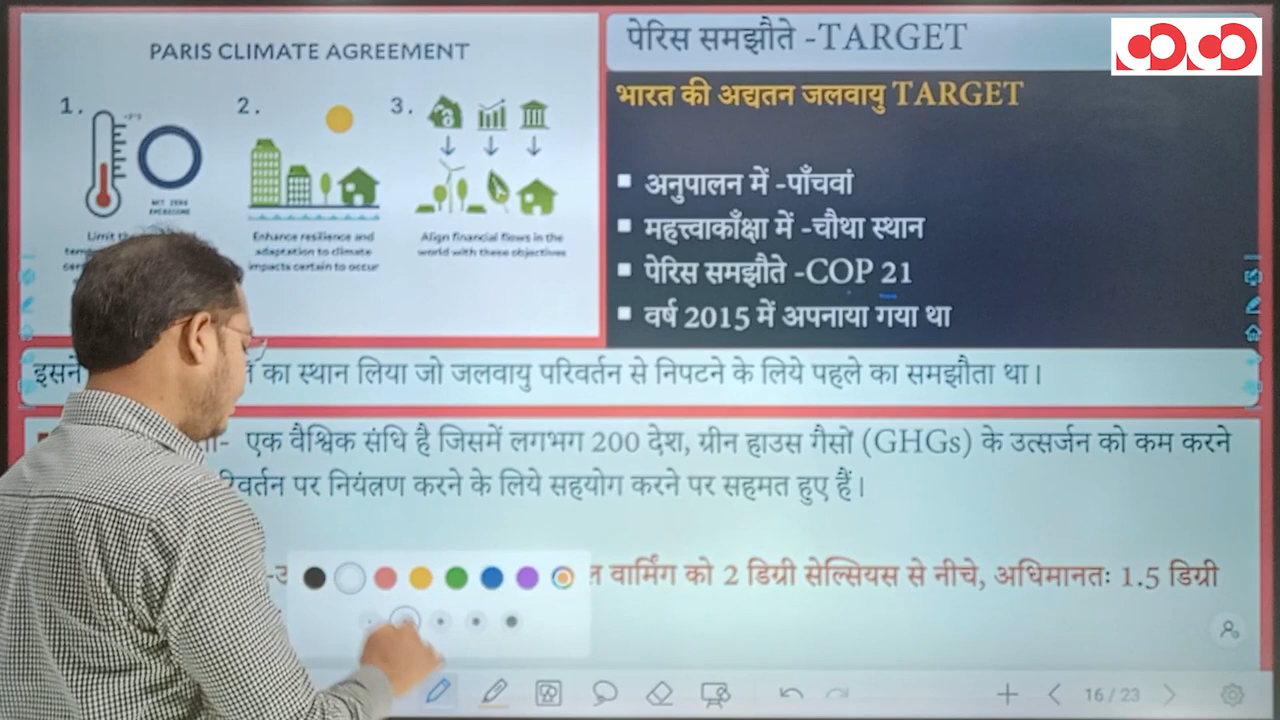 PARIS CLIMATE AGREEMENT
1.
2.
3.
NET ZERO
EMISSIONS
Enhance resilience and
adaptation to climate
impacts certain to occur
Align financial flows in the
world with these objectives
पेरिस समझौते -TARGET
भारत की अद्यतन जलवायु TARGET
अनुपालन में -पाँचवां
महत्त्वाकाँक्षा में -चौथा स्थान
पेरिस समझौते -COP 21
वर्ष 2015 में अपनाया गया था
इसने का स्थान लिया जो जलवायु परिवर्तन से निपटने के लिये पहले का समझौता था।
एक वैश्विक संधि है जिसमें लगभग 200 देश, ग्रीन हाउस गैसों (GHGs) के उत्सर्जन को कम करने
पर नियंत्रण करने के लिये सहयोग करने पर सहमत हुए हैं।
वार्मिंग को 2 डिग्री सेल्सियस से नीचे, अधिमानतः 1.5 डिग्री
16/23